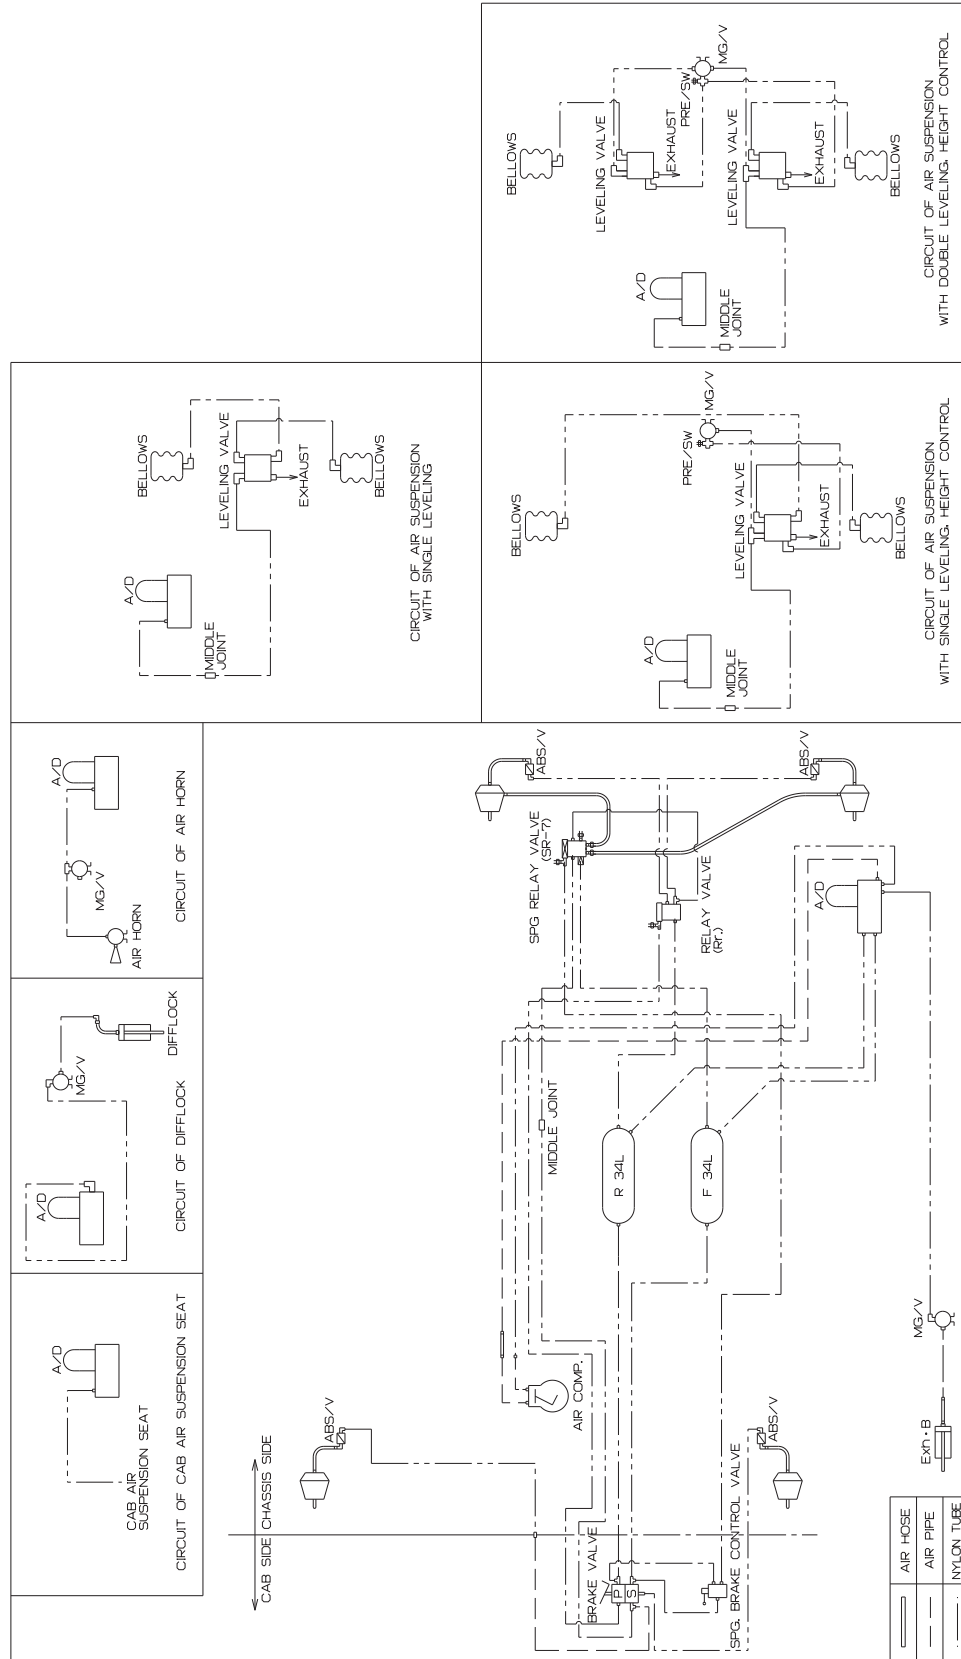 CAB AIR
SUSPENSION SEAT
A/D
CIRCUIT OF CAB AIR SUSPENSION SEAT
A/D
MG/V
DIFFLOCK
CIRCUIT OF DIFFLOCK
AIR HORN
MG/V
A/D
CIRCUIT OF AIR HORN
A/D
MIDDLE
JOINT
BELLOWS
LEVELING VALVE
EXHAUST
BELLOWS
CIRCUIT OF AIR SUSPENSION
WITH SINGLE LEVELING
A/D
MIDDLE
JOINT
BELLOWS
PRE/SW
MG/V
LEVELING VALVE
EXHAUST
BELLOWS
CIRCUIT OF AIR SUSPENSION
WITH SINGLE LEVELING, HEIGHT CONTROL
A/D
MIDDLE
JOINT
BELLOWS
LEVELING VALVE
EXHAUST
PRE/SW
MG/V
LEVELING VALVE
EXHAUST
BELLOWS
CIRCUIT OF AIR SUSPENSION
WITH DOUBLE LEVELING, HEIGHT CONTROL
CAB SIDE
CHASSIS SIDE
ABS/V
AIR COMP.
MIDDLE JOINT
SPG RELAY VALVE
(SR-7)
ABS/V
RELAY VALVE
(Rr.)
R 34L
F 34L
A/D
ABS/V
BRAKE VALVE
P
S
SPG. BRAKE CONTROL VALVE
ABS/V
Exh・B
MG/V
AIR HOSE
AIR PIPE
NYLON TUBE